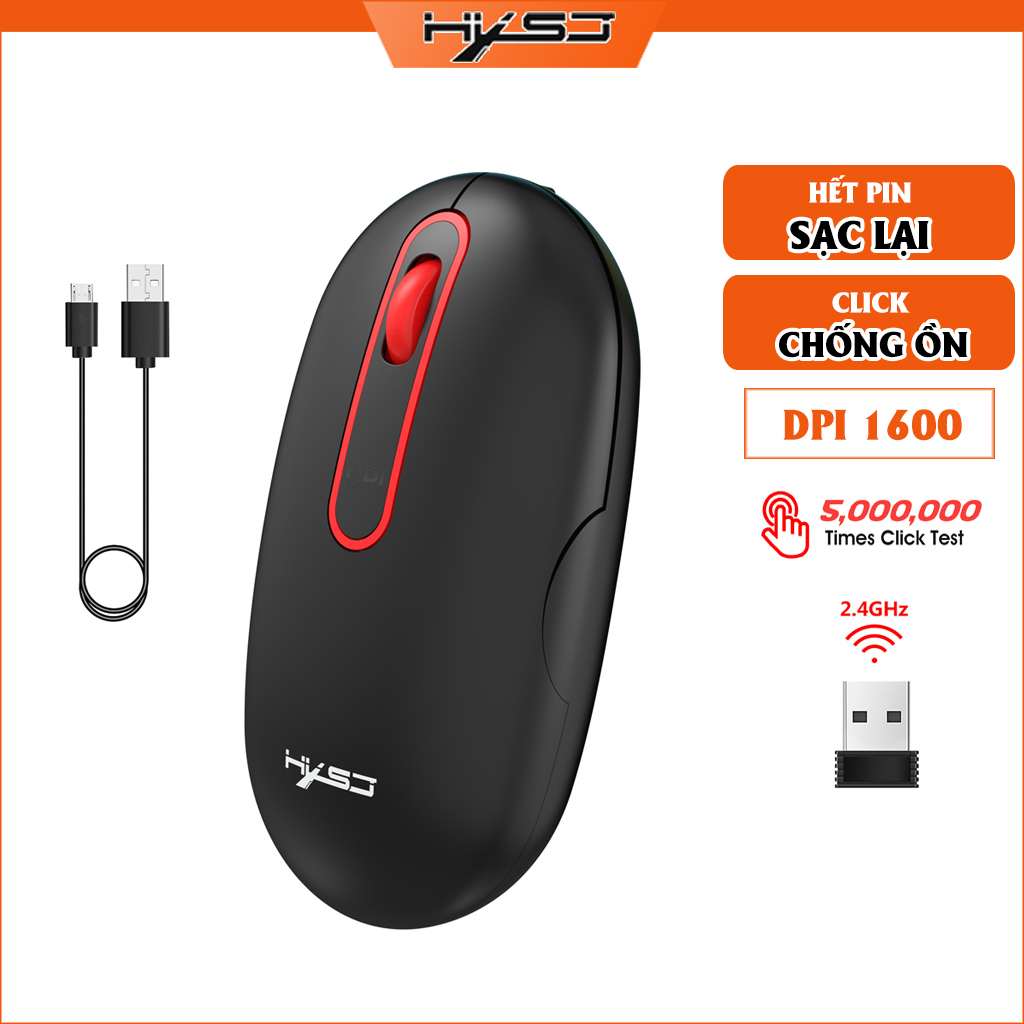 HXSJ
HẾT PIN
SẠC LẠI
CLICK
CHỐNG ỒN
DPI 1600
5,000,000
Times Click Test
2.4GHz
DPI
HXSJ